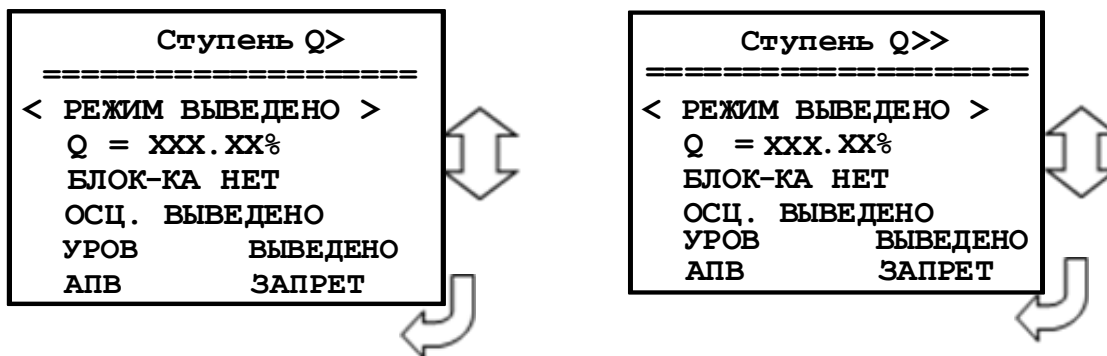 Ступень Q>
====================
< РЕЖИМ ВЫВЕДЕНО >
Q = XXX.XX%
БЛОК-КА НЕТ
ОСЦ. ВЫВЕДЕНО
УРОВ ВЫВЕДЕНО
АПВ ЗАПРЕТ
Ступень Q>>
====================
< РЕЖИМ ВЫВЕДЕНО >
Q = XXX.XX%
БЛОК-КА НЕТ
ОСЦ. ВЫВЕДЕНО
УРОВ ВЫВЕДЕНО
АПВ ЗАПРЕТ